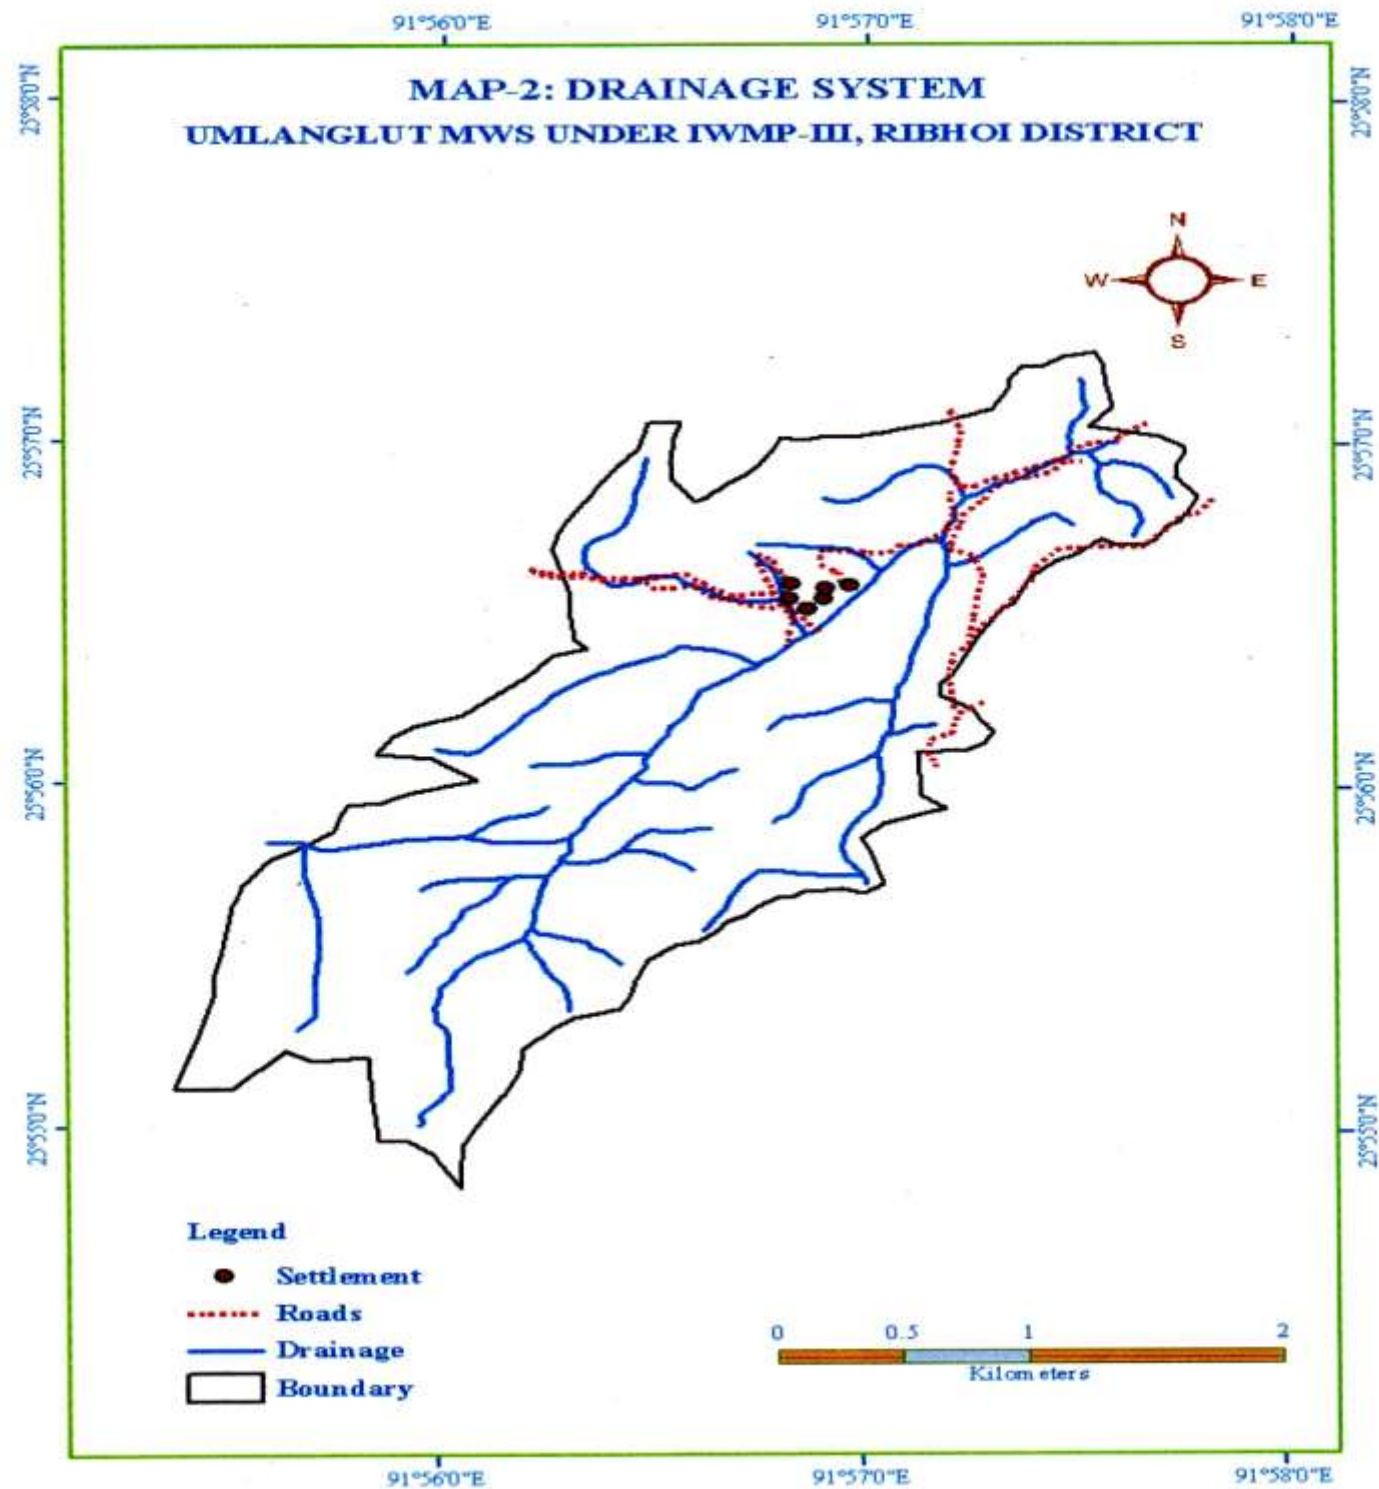 91°56'0"E 91°57'0"E 91°58'0"E
25°58'0"N 25°58'0"N
MAP-2: DRAINAGE SYSTEM
UMLANGLUT MWS UNDER IWMP-III, RIBHOI DISTRICT
N
W E
S
25°57'0"N 25°57'0"N
25°56'0"N 25°56'0"N
25°55'0"N 25°55'0"N
Legend
Settlement
Roads
Drainage
Boundary
0 0.5 1 2
Kilometers
91°56'0"E 91°57'0"E 91°58'0"E